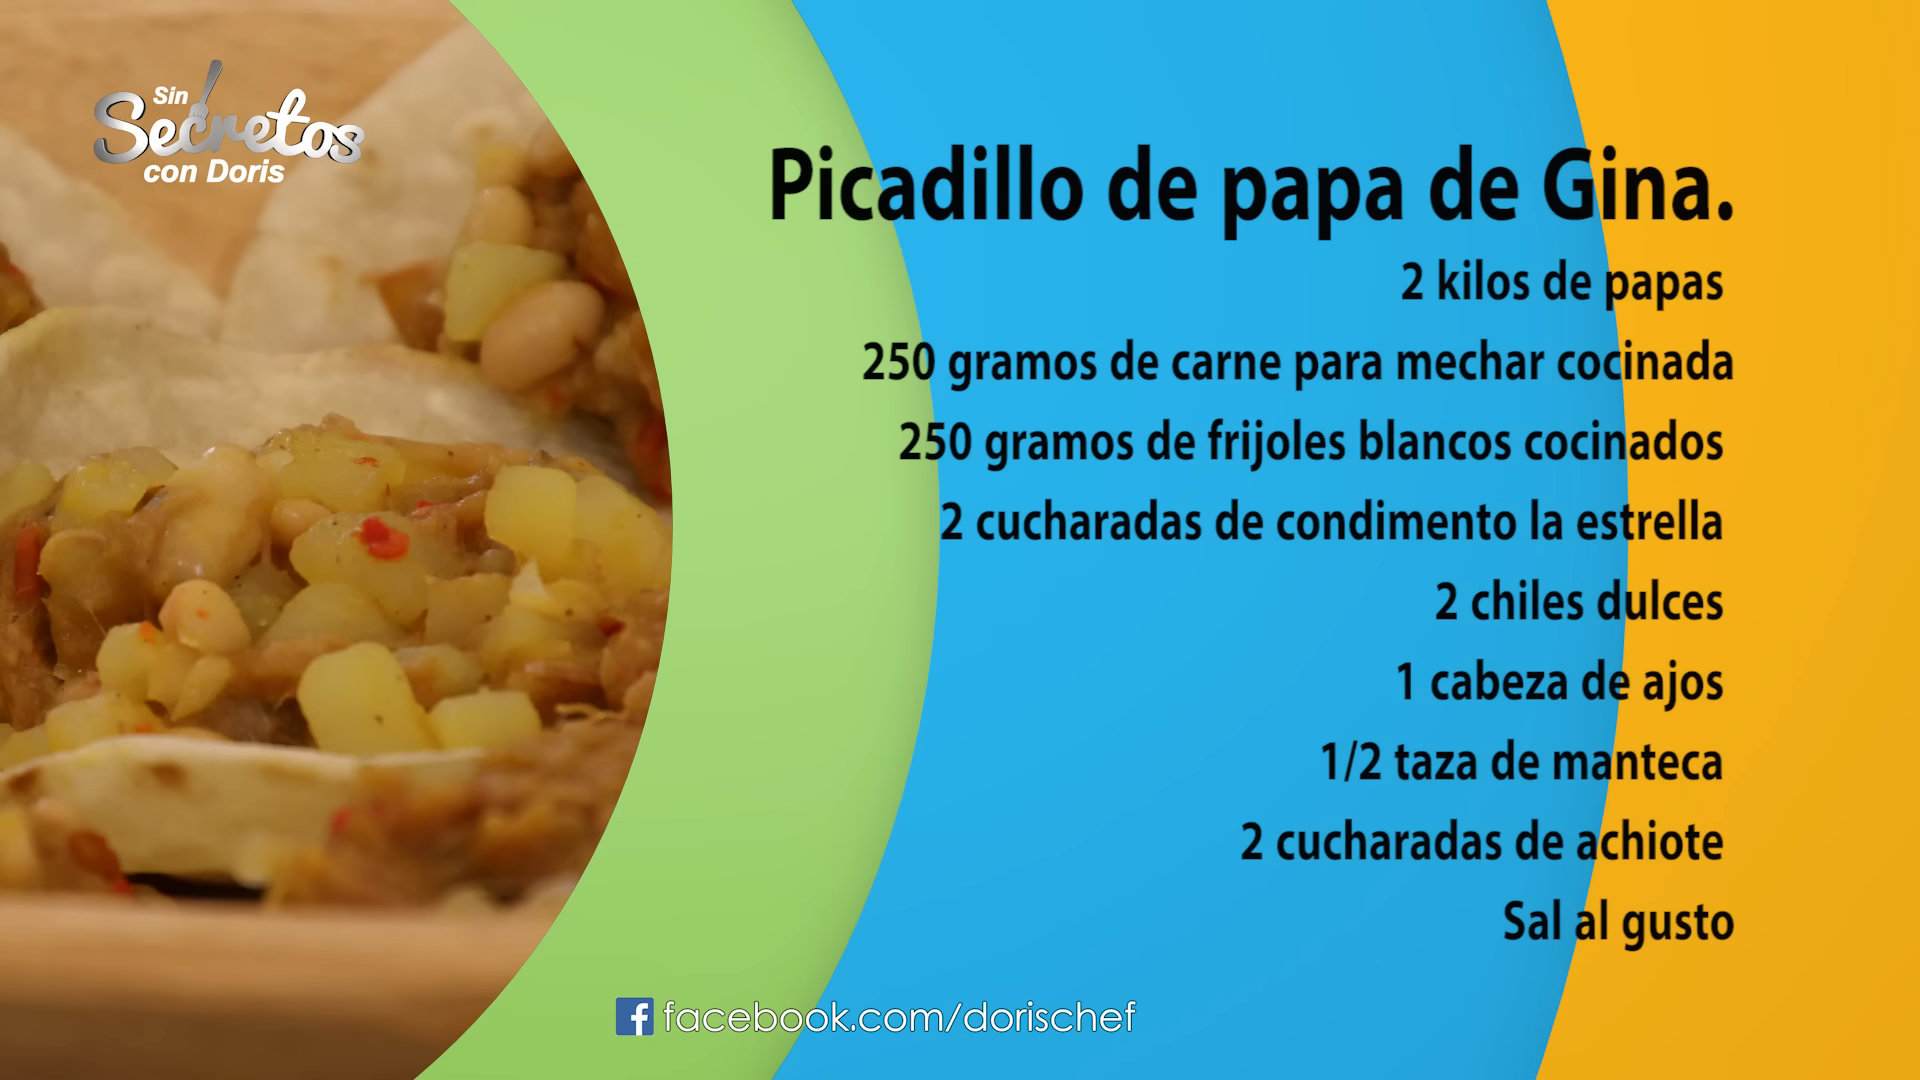 Sin
Secretos
con Doris
Picadillo de papa de Gina.
2 kilos de papas
250 gramos de carne para mechar cocinada
250 gramos de frijoles blancos cocinados
2 cucharadas de condimento la estrella
2 chiles dulces
1 cabeza de ajos
1/2 taza de manteca
2 cucharadas de achiote
Sal al gusto
facebook.com/dorischef